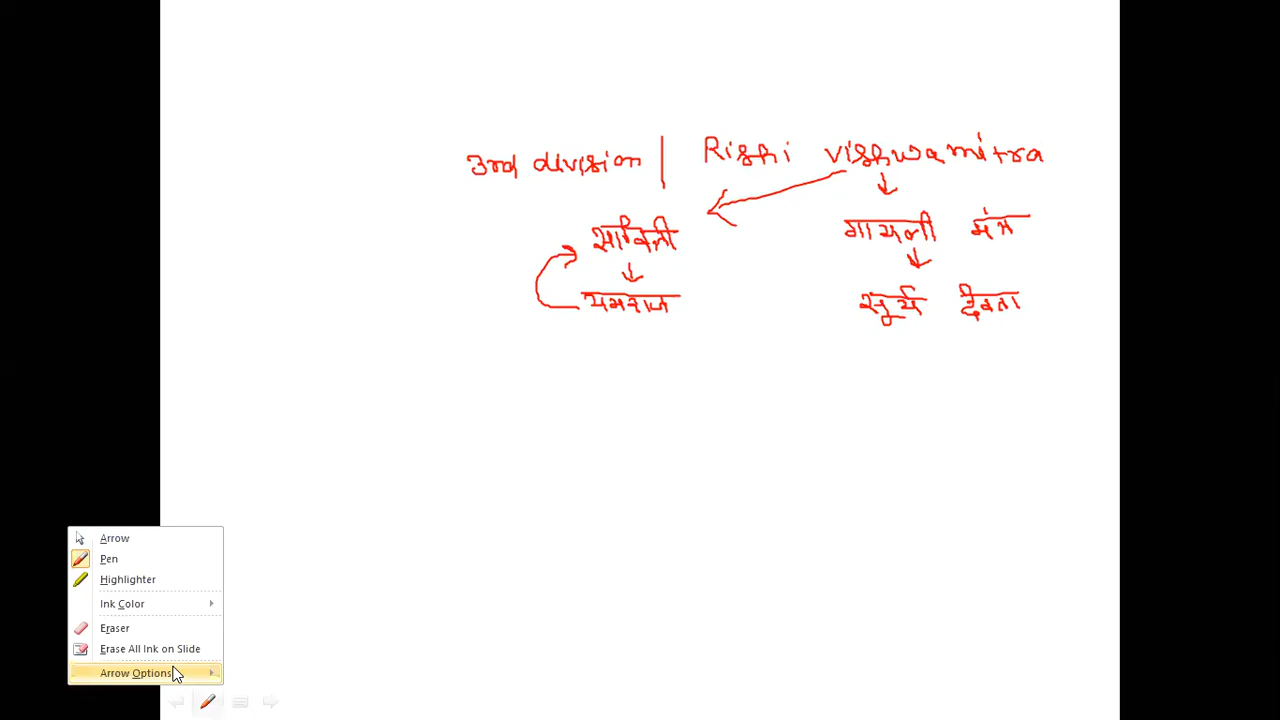 3rd division | Rishi vishwamitra
सावित्री गायत्री मंत्र
यमराज सूर्य देवता
Arrow
Pen
Highlighter
Ink Color
Eraser
Erase All Ink on Slide
Arrow Options